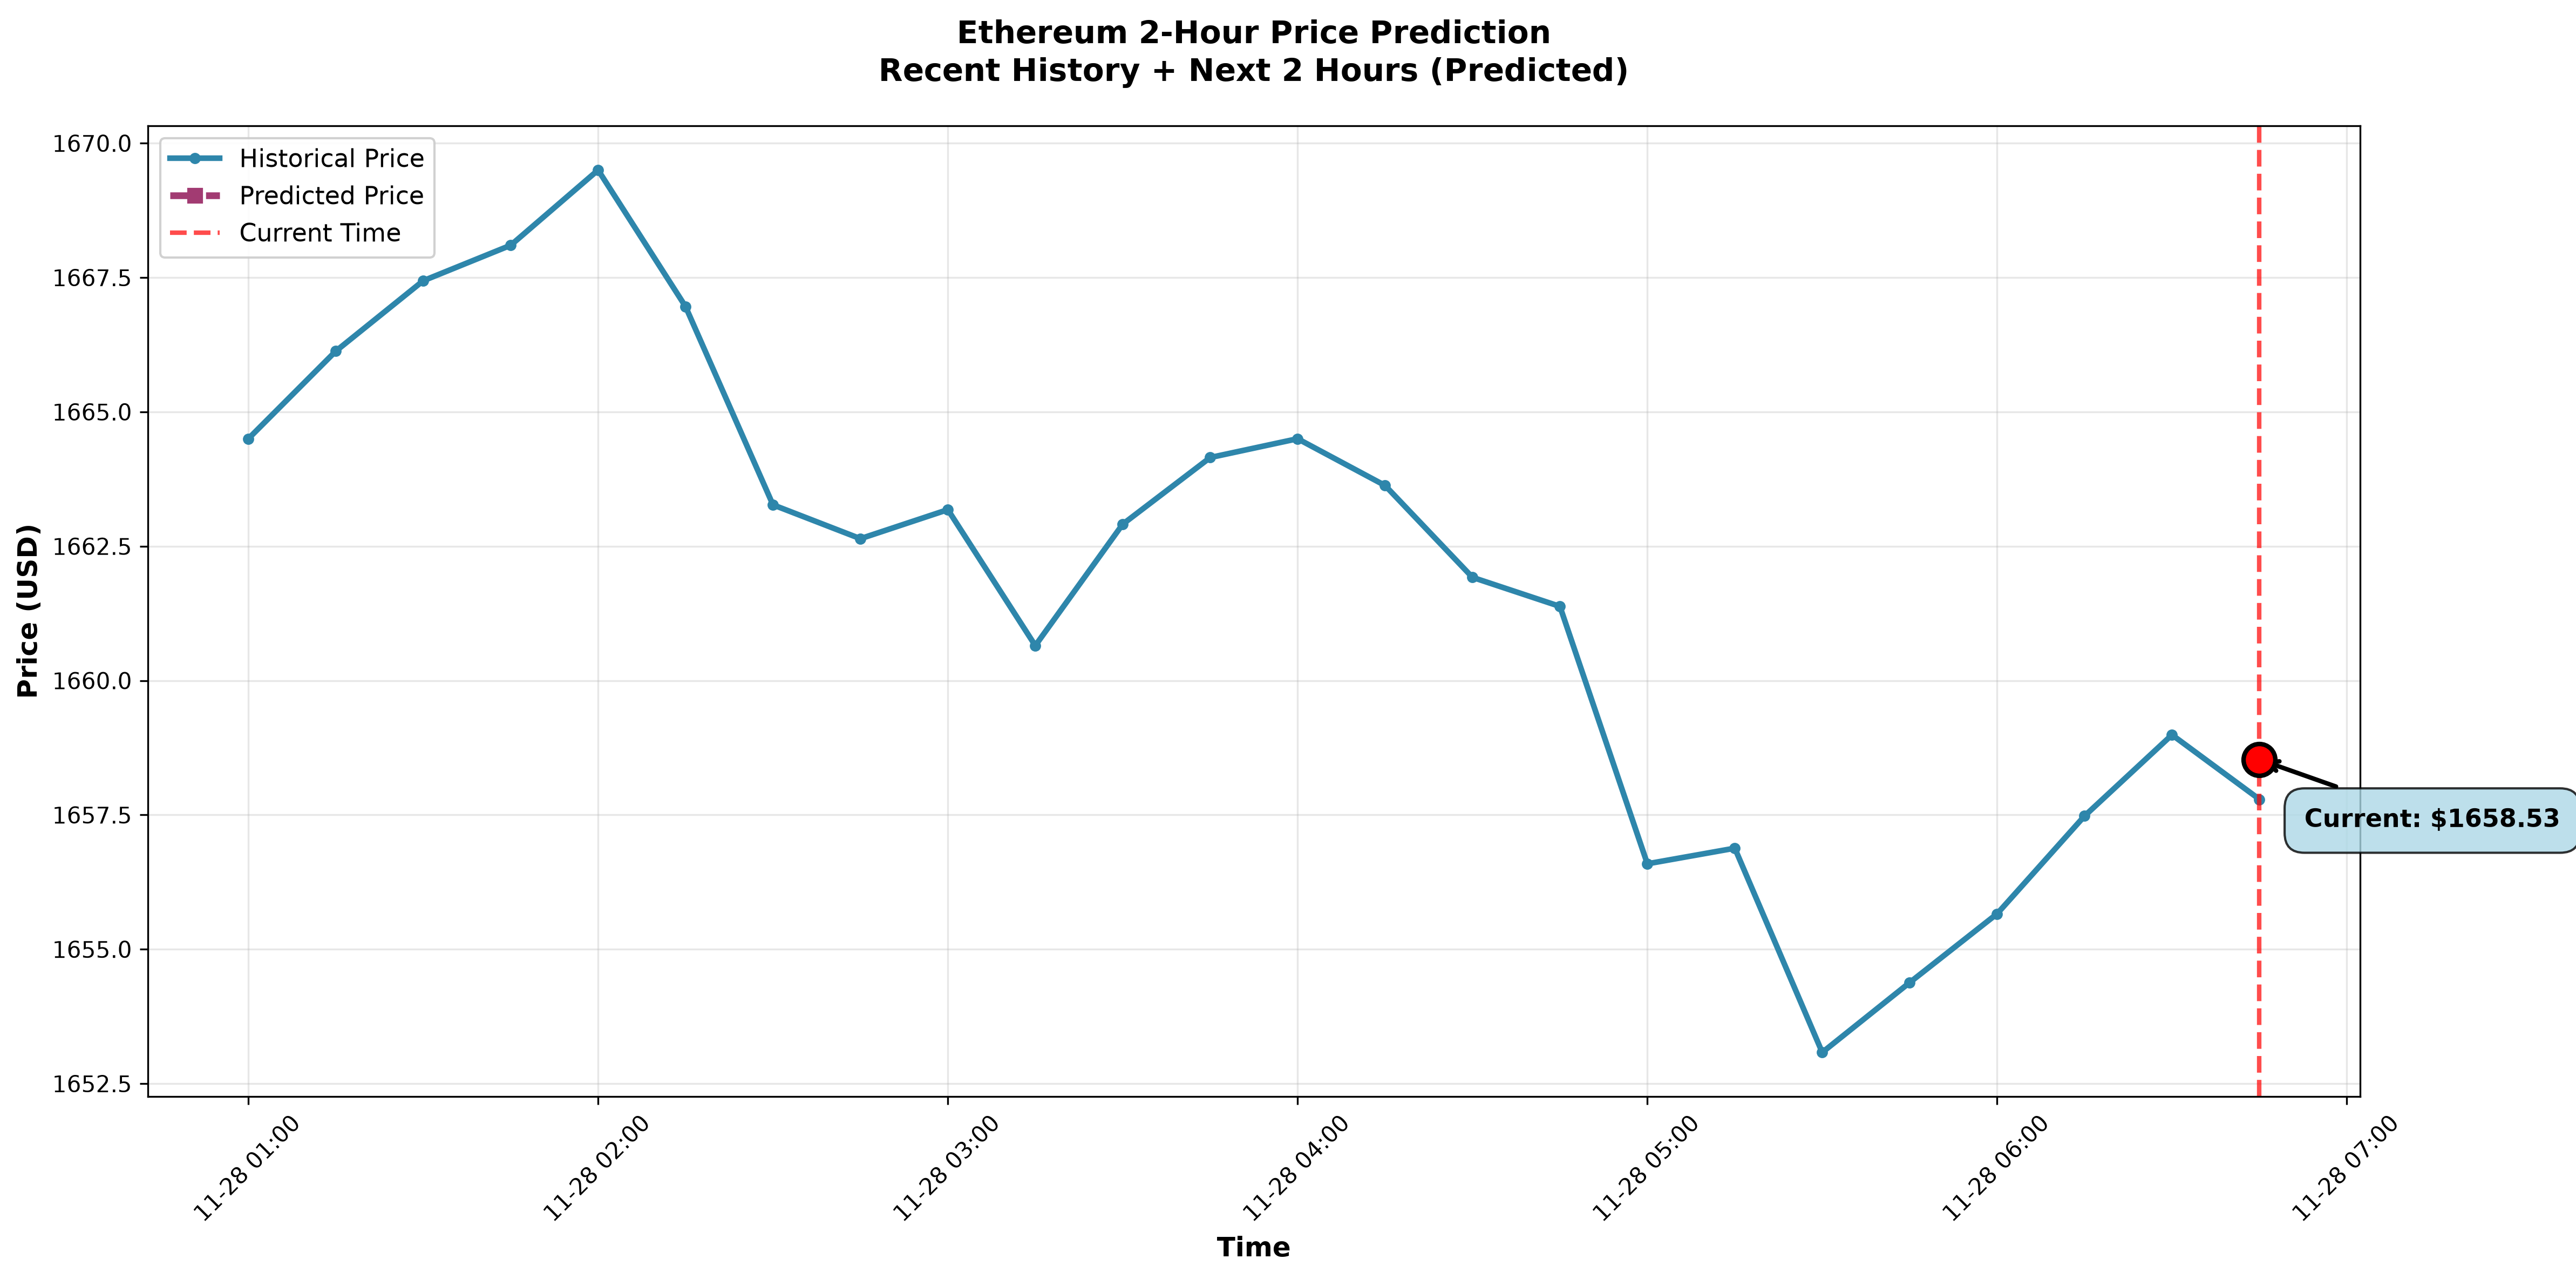 Ethereum 2-Hour Price Prediction
Recent History + Next 2 Hours (Predicted)
Historical Price
Predicted Price
Current Time
Price (USD)
1670.0
1667.5
1665.0
1662.5
1660.0
1657.5
1655.0
1652.5
Current: $1658.53
11-28 01:00
11-28 02:00
11-28 03:00
11-28 04:00
11-28 05:00
11-28 06:00
11-28 07:00
Time